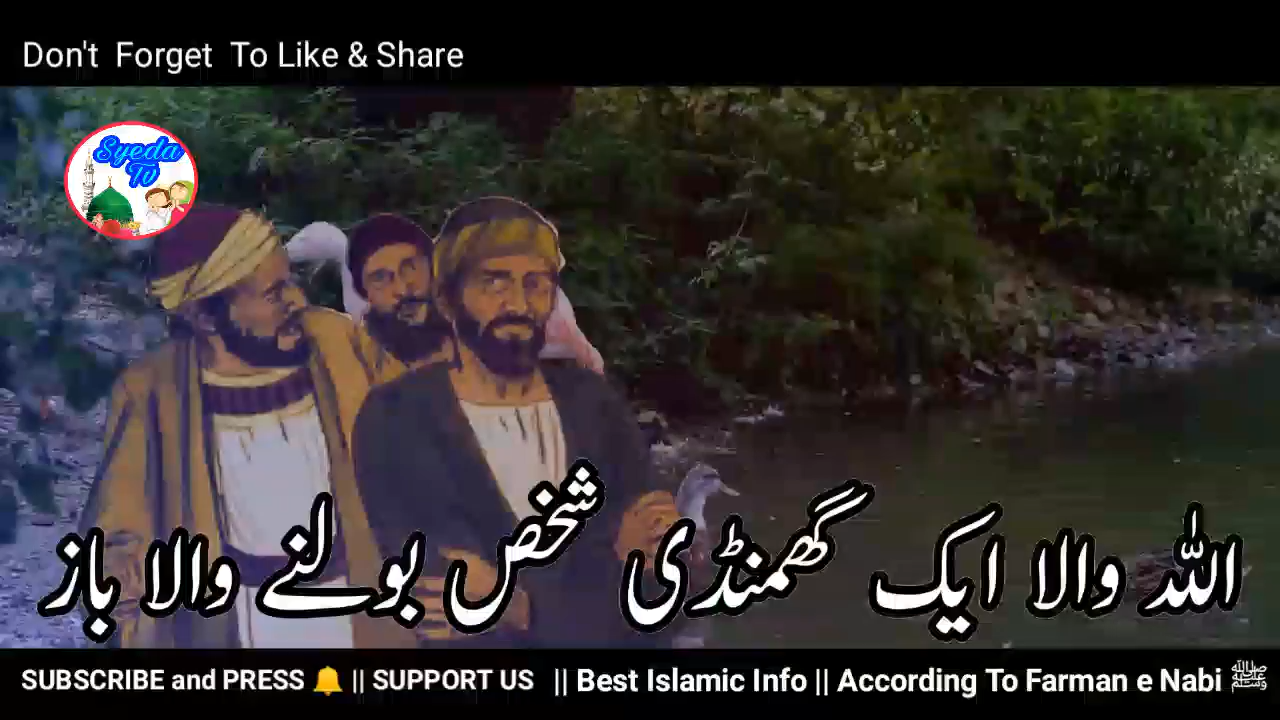 Don't Forget To Like & Share
Syeda
Tv
اللہ والا ایک گھمنڈی شخص بولنے والا باز
SUBSCRIBE and PRESS 🔔 || SUPPORT US || Best Islamic Info || According To Farman e Nabi ﷺ